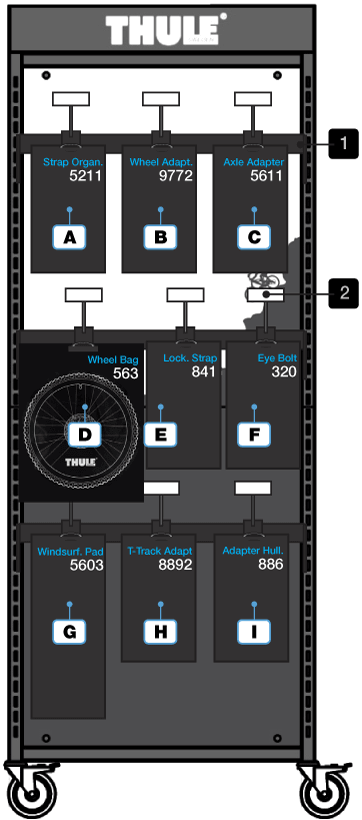 THULE
1
Strap Organ.
5211
Wheel Adapt.
9772
Axle Adapter
5611
A
B
C
2
Wheel Bag
563
Lock. Strap
841
Eye Bolt
320
D
E
F
THULE
Windsurf. Pad
5603
T-Track Adapt
8892
Adapter Hull.
886
G
H
I